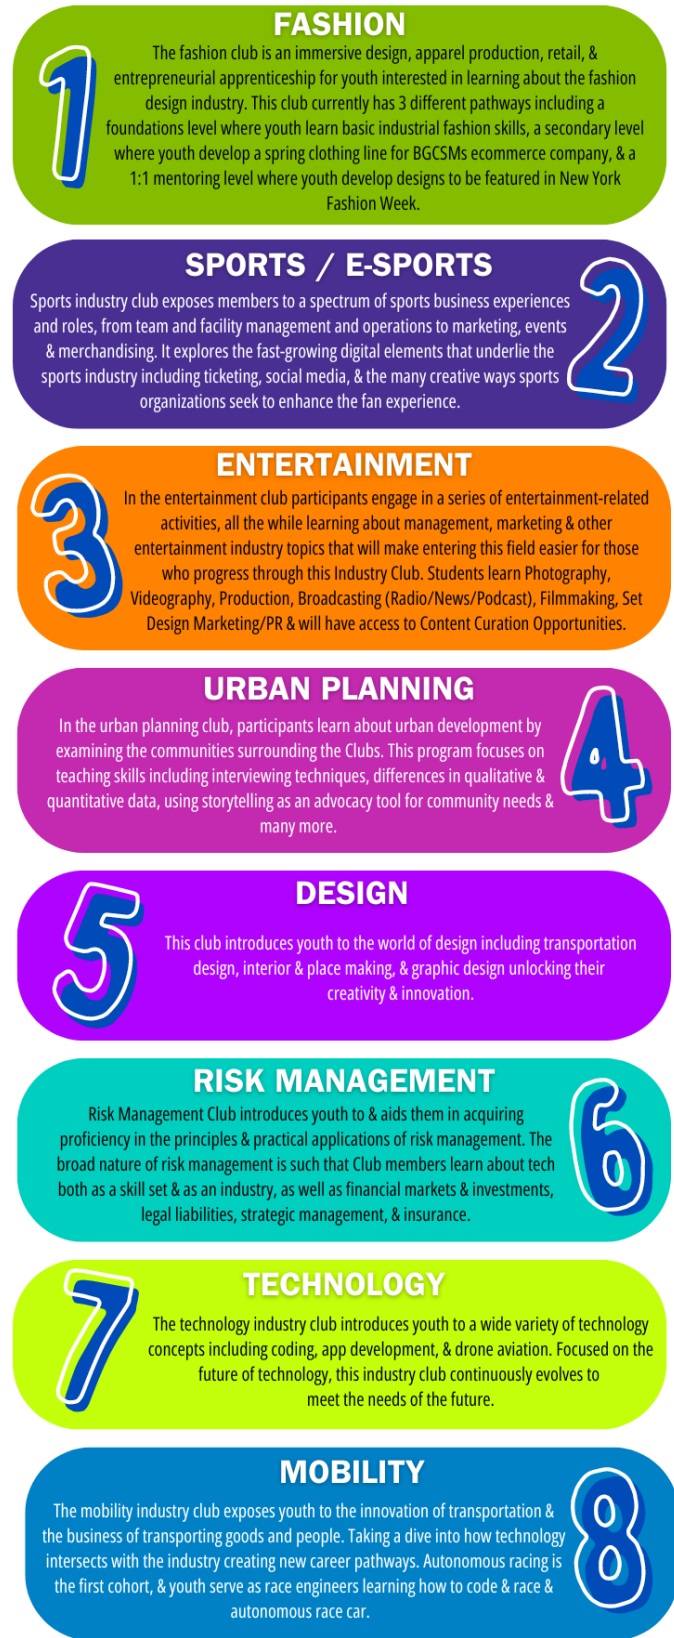 FASHION
1
The fashion club is an immersive design, apparel production, retail, &
entrepreneurial apprenticeship for youth interested in learning about the fashion
design industry. This club currently has 3 different pathways including a
foundations level where youth learn basic industrial fashion skills, a secondary level
where youth develop a spring clothing line for BGCSMs ecommerce company, & a
1:1 mentoring level where youth develop designs to be featured in New York
Fashion Week.
SPORTS / E-SPORTS
2
Sports industry club exposes members to a spectrum of sports business experiences
and roles, from team and facility management and operations to marketing, events
& merchandising. It explores the fast-growing digital elements that underlie the
sports industry including ticketing, social media, & the many creative ways sports
organizations seek to enhance the fan experience.
ENTERTAINMENT
3
In the entertainment club participants engage in a series of entertainment-related
activities, all the while learning about management, marketing & other
entertainment industry topics that will make entering this field easier for those
who progress through this Industry Club. Students learn Photography,
Videography, Production, Broadcasting (Radio/News/Podcast), Filmmaking, Set
Design Marketing/PR & will have access to Content Curation Opportunities.
URBAN PLANNING
4
In the urban planning club, participants learn about urban development by
examining the communities surrounding the Clubs. This program focuses on
teaching skills including interviewing techniques, differences in qualitative &
quantitative data, using storytelling as an advocacy tool for community needs &
many more.
DESIGN
5
This club introduces youth to the world of design including transportation
design, interior & place making, & graphic design unlocking their
creativity & innovation.
RISK MANAGEMENT
6
Risk Management Club introduces youth to & aids them in acquiring
proficiency in the principles & practical applications of risk management. The
broad nature of risk management is such that Club members learn about tech
both as a skill set & as an industry, as well as financial markets & investments,
legal liabilities, strategic management, & insurance.
TECHNOLOGY
7
The technology industry club introduces youth to a wide variety of technology
concepts including coding, app development, & drone aviation. Focused on the
future of technology, this industry club continuously evolves to
meet the needs of the future.
MOBILITY
8
The mobility industry club exposes youth to the innovation of transportation &
the business of transporting goods and people. Taking a dive into how technology
intersects with the industry creating new career pathways. Autonomous racing is
the first cohort, & youth serve as race engineers learning how to code & race &
autonomous race car.